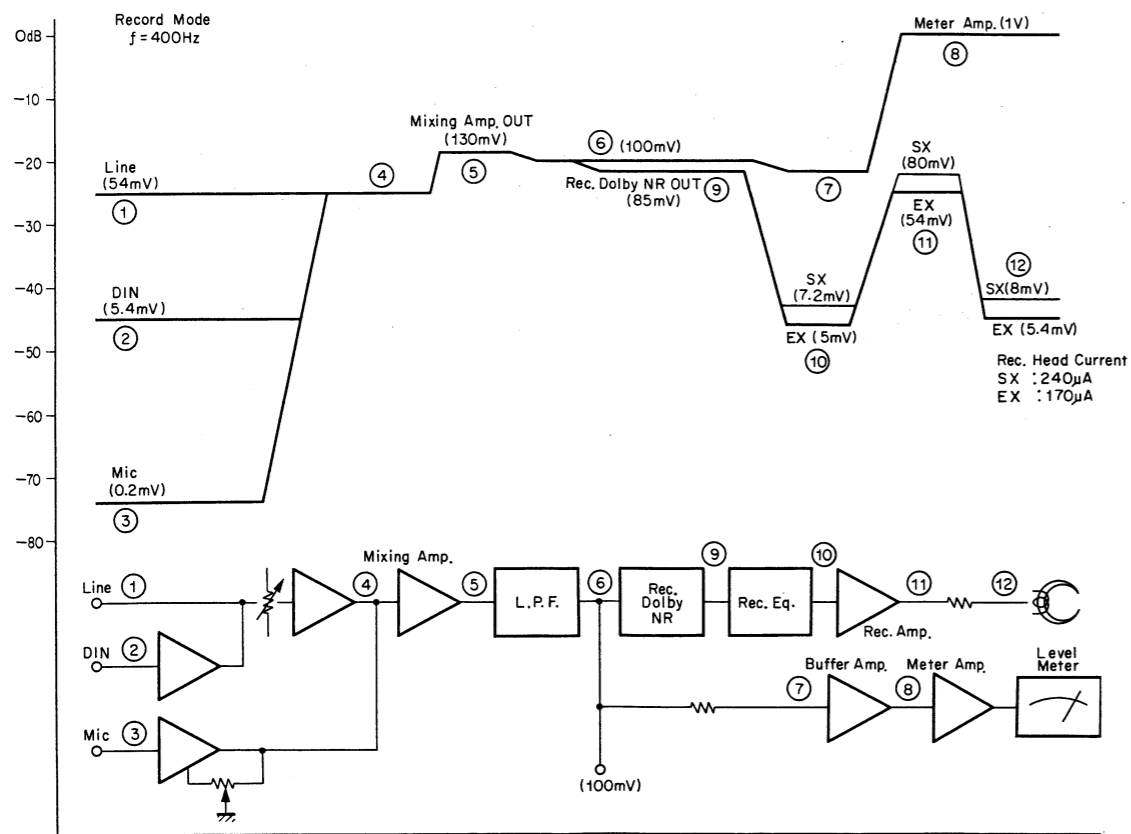 Record Mode
f=400Hz
0dB
-10
-20
-30
-40
-50
-60
-70
-80
Meter Amp. (1V)
⑧
Mixing Amp. OUT
(130mV)
⑤
⑥ (100mV)
Rec. Dolby NR OUT
(85mV)
⑨
⑦
Line
(54mV)
①
④
SX
(80mV)
EX
(54mV)
⑪
DIN
(5.4mV)
②
SX
(7.2mV)
EX (5mV)
⑩
⑫
SX(8mV)
EX (5.4mV)
Rec. Head Current
SX :240μA
EX :170μA
Mic
(0.2mV)
③
Line ①
④
Mixing Amp.
⑤
L.P.F.
⑥
Rec.
Dolby
NR
⑨
Rec. Eq.
⑩
Rec. Amp.
⑪
⑫
DIN ②
Mic ③
⑦
Buffer Amp.
⑧
Meter Amp.
Level
Meter
(100mV)